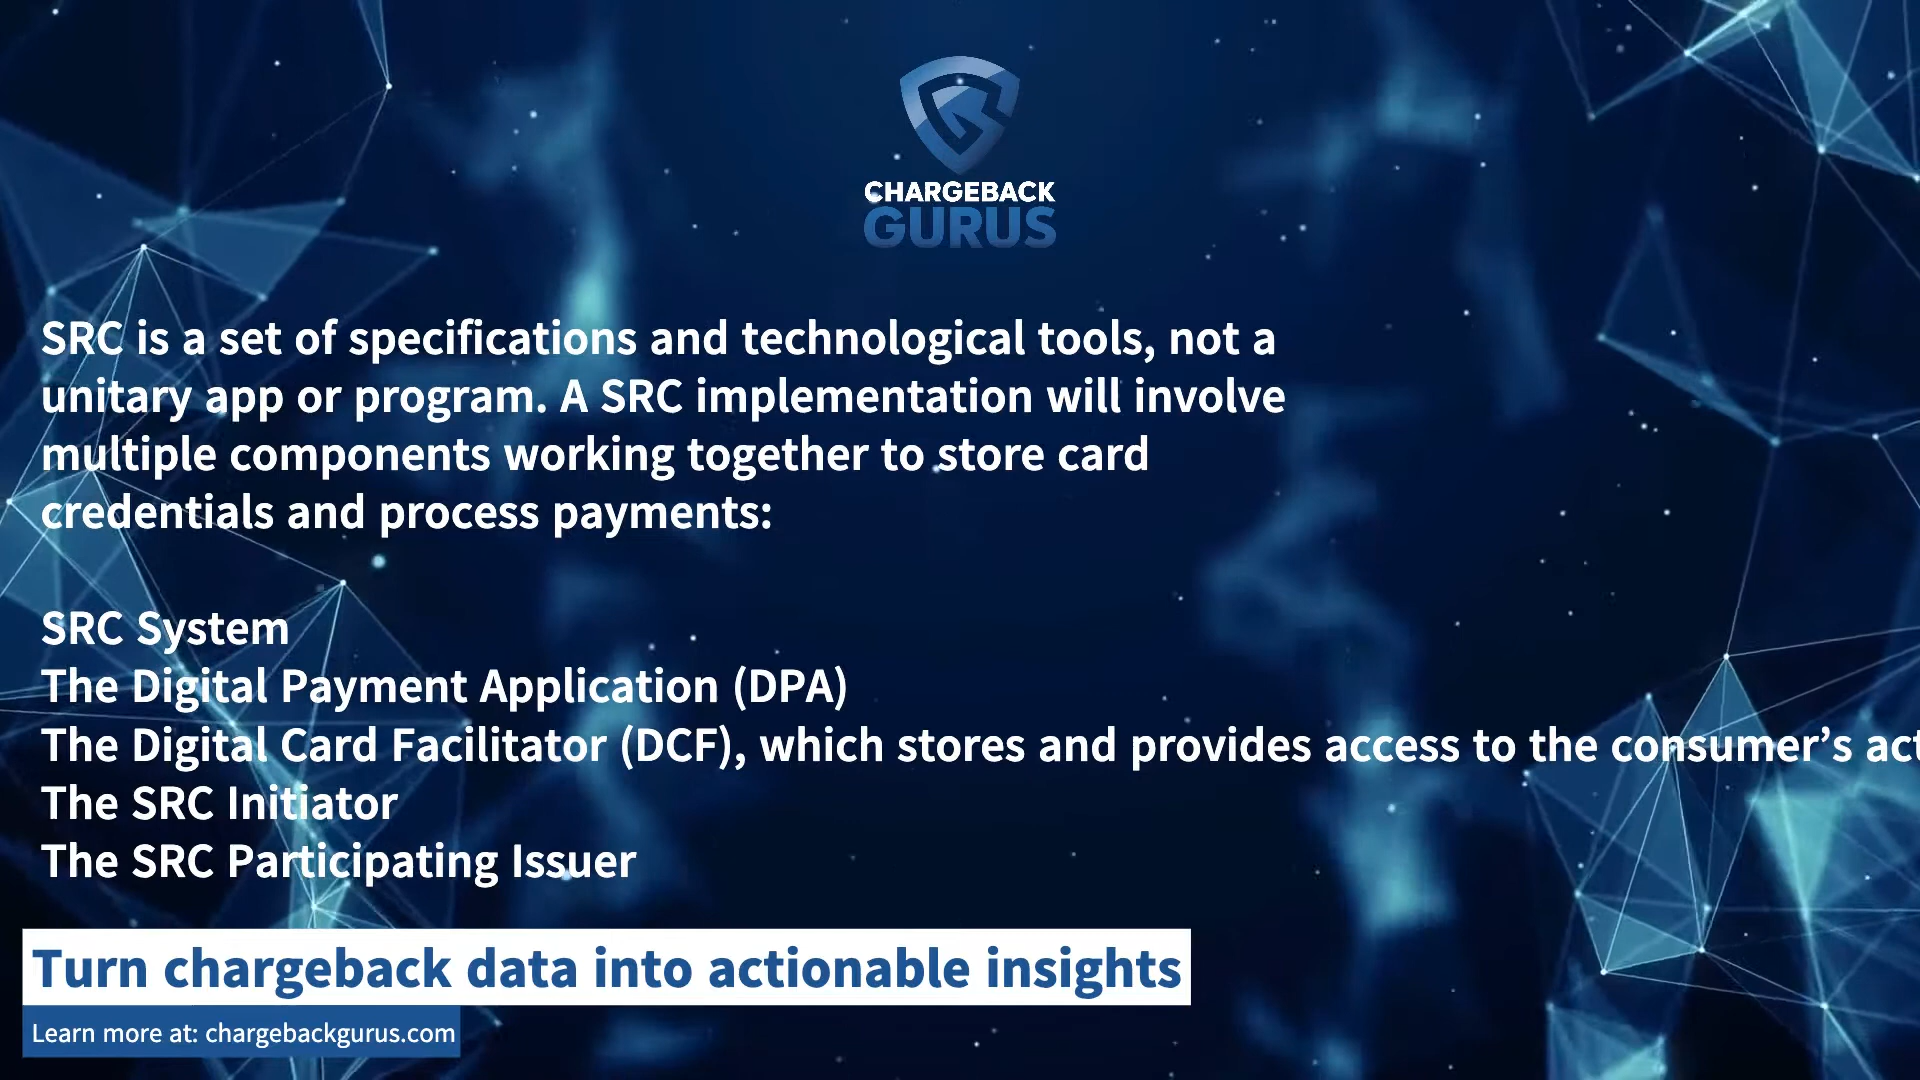 CHARGEBACK
GURUS
SRC is a set of specifications and technological tools, not a
unitary app or program. A SRC implementation will involve
multiple components working together to store card
credentials and process payments:
SRC System
The Digital Payment Application (DPA)
The Digital Card Facilitator (DCF), which stores and provides access to the consumer’s
The SRC Initiator
The SRC Participating Issuer
Turn chargeback data into actionable insights
Learn more at: chargebackgurus.com